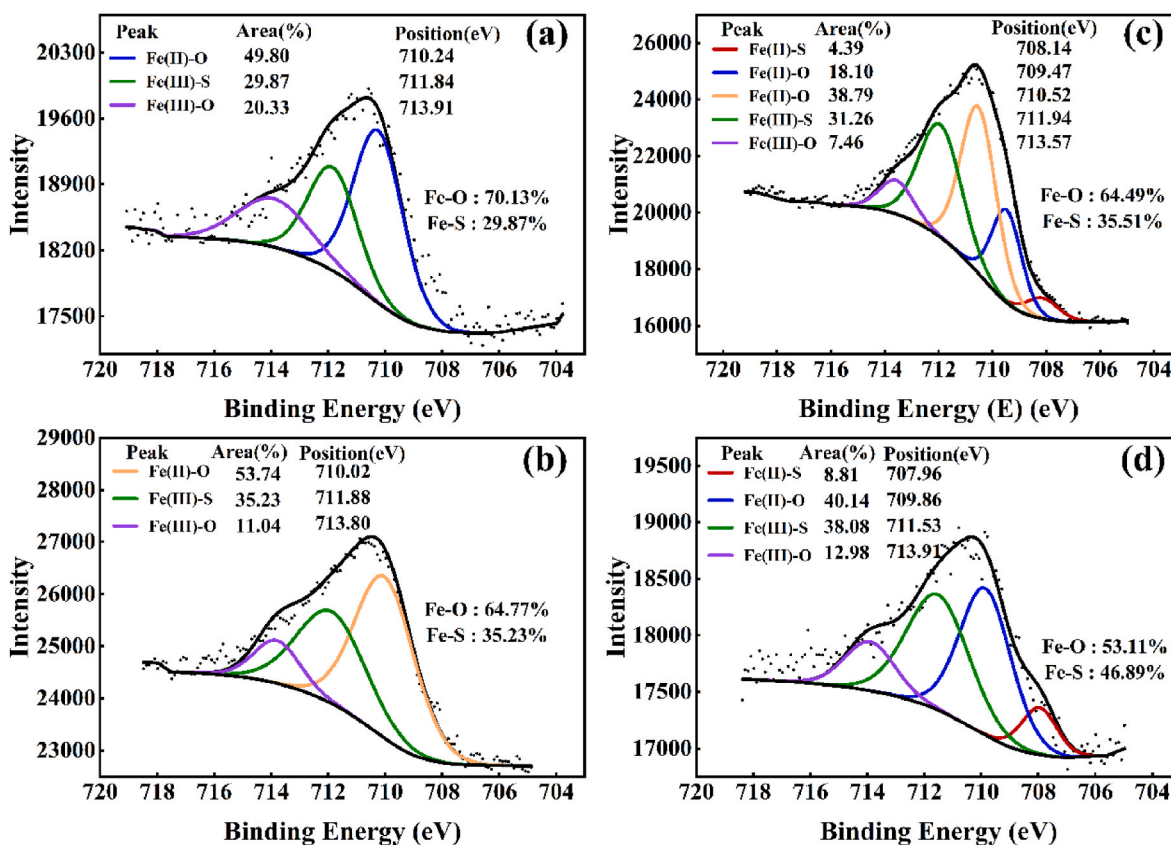 (a)
Peak Area(%) Position(eV)
Fe(II)-O 49.80 710.24
Fe(III)-S 29.87 711.84
Fe(III)-O 20.33 713.91
Fc-O : 70.13%
Fe-S : 29.87%
Intensity
20300
19600
18900
18200
17500
720 718 716 714 712 710 708 706 704
Binding Energy (eV)
(c)
Peak Area(%) Position(eV)
Fe(II)-S 4.39 708.14
Fe(II)-O 18.10 709.47
Fe(II)-O 38.79 710.52
Fe(III)-S 31.26 711.94
Fe(III)-O 7.46 713.57
Fe-O : 64.49%
Fe-S : 35.51%
Intensity
26000
24000
22000
20000
18000
16000
720 718 716 714 712 710 708 706 704
Binding Energy (E) (eV)
(b)
Peak Area(%) Position(eV)
Fe(II)-O 53.74 710.02
Fe(III)-S 35.23 711.88
Fe(III)-O 11.04 713.80
Fe-O : 64.77%
Fe-S : 35.23%
Intensity
29000
27000
26000
25000
24000
23000
720 718 716 714 712 710 708 706 704
Binding Energy (eV)
(d)
Peak Area(%) Position(eV)
Fe(II)-S 8.81 707.96
Fe(II)-O 40.14 709.86
Fe(III)-S 38.08 711.53
Fe(III)-O 12.98 713.91
Fe-O : 53.11%
Fc-S : 46.89%
Intensity
19500
19000
18500
18000
17500
17000
720 718 716 714 712 710 708 706 704
Binding Energy (eV)